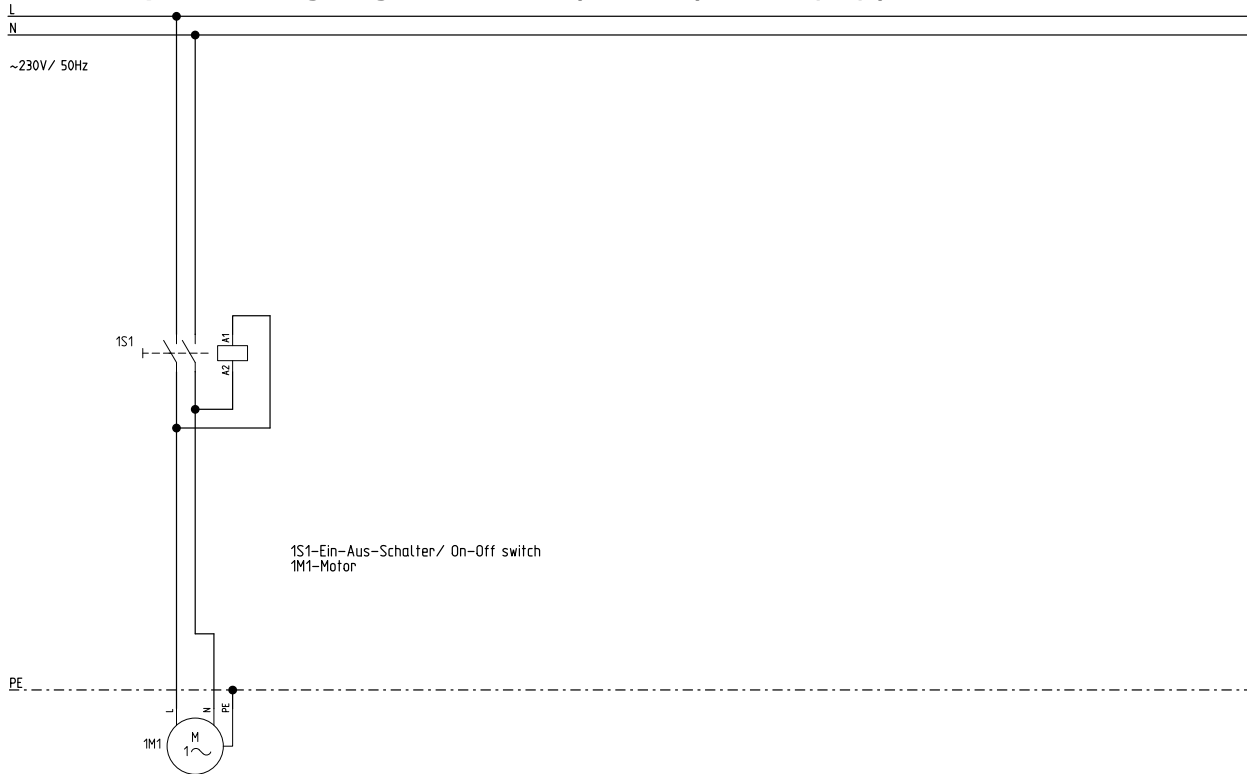 L
N
~230V/ 50Hz
1S1
A1
A2
1S1-Ein-Aus-Schalter/ On-Off switch
1M1-Motor
PE
L
N
PE
1M1
M
1~